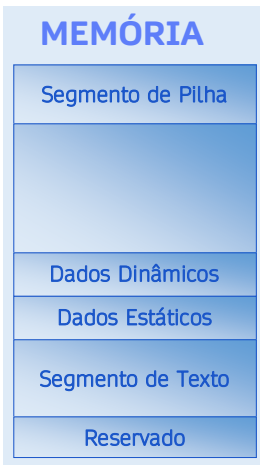 MEMÓRIA
Segmento de Pilha
Dados Dinâmicos
Dados Estáticos
Segmento de Texto
Reservado